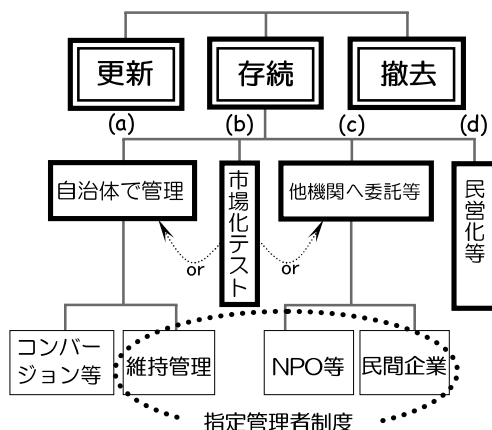 更新
存続
撤去
(a)
(b)
(c)
(d)
自治体で管理
市場化テスト
他機関へ委託等
民営化等
or
or
コンバー
ジョン等
維持管理
NPO等
民間企業
指定管理者制度